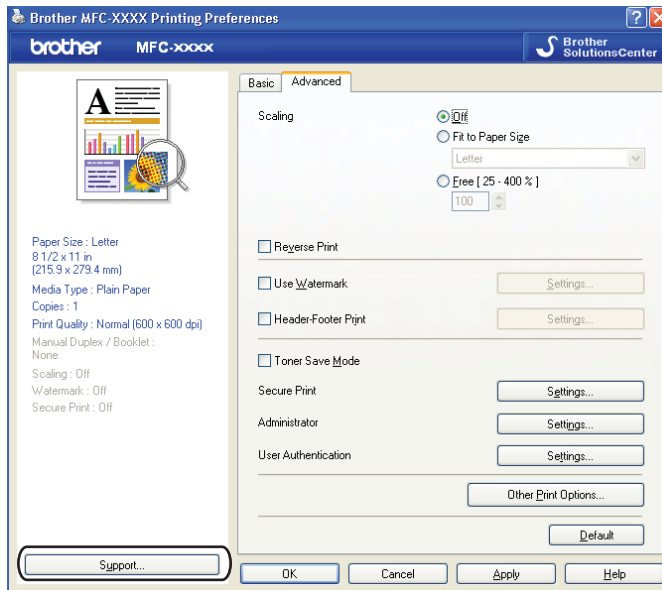 Brother MFC-XXXX Printing Preferences
brother MFC-xxxx
Brother
SolutionsCenter
Basic Advanced
A
Scaling
Off
Fit to Paper Size
Letter
Free [ 25 - 400 % ]
100
Paper Size : Letter
8 1/2 x 11 in
(215.9 x 279.4 mm)
Media Type : Plain Paper
Copies : 1
Print Quality : Normal (600 x 600 dpi)
Manual Duplex / Booklet :
None
Scaling : Off
Watermark : Off
Secure Print : Off
Reverse Print
Use Watermark Settings...
Header-Footer Print Settings...
Toner Save Mode
Secure Print Settings...
Administrator Settings...
User Authentication Settings...
Other Print Options...
Default
Support...
OK Cancel Apply Help